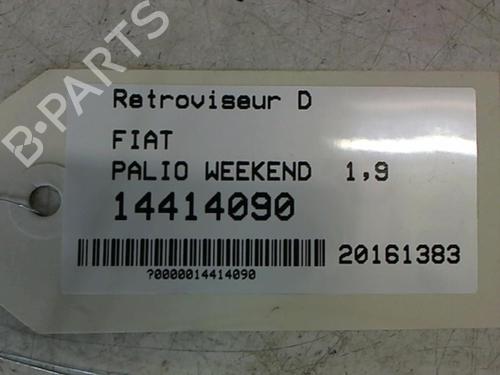 B-PARTS
Retroviseur D
FIAT
PALIO WEEKEND 1,9
14414090
20161383
?0000014414090